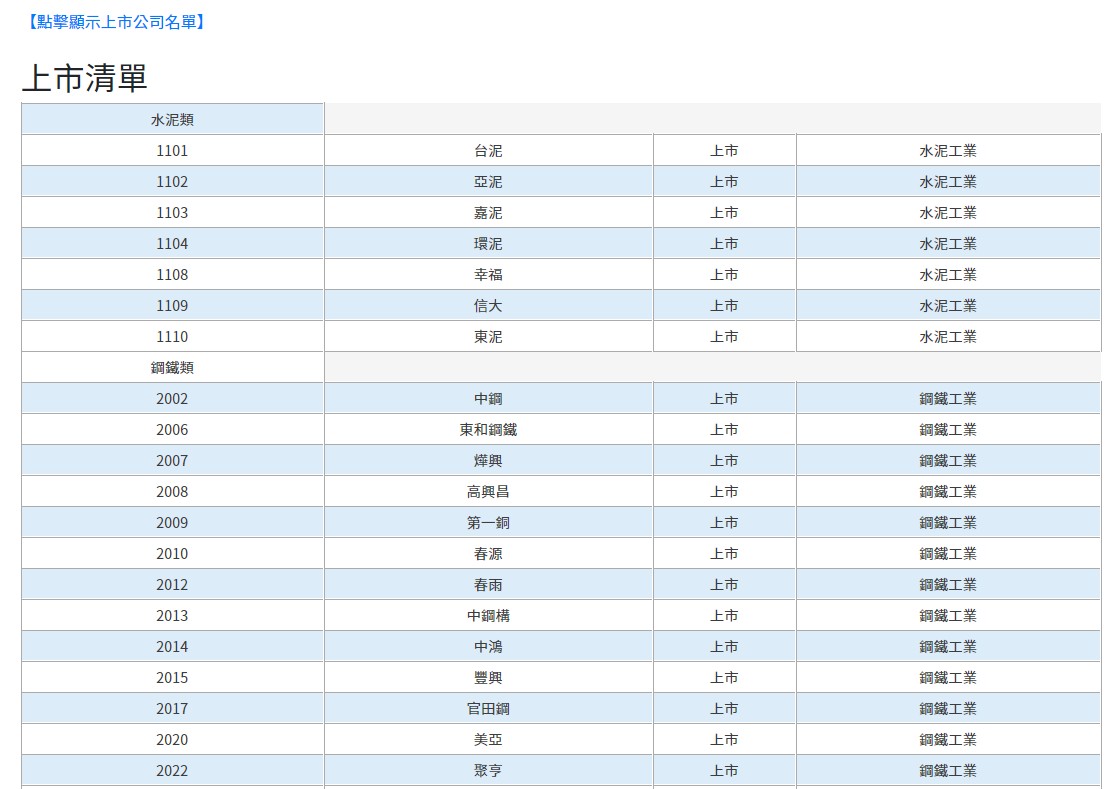 【點擊顯示上市公司名單】
上市清單
水泥類
1101 台泥 上市 水泥工業
1102 亞泥 上市 水泥工業
1103 嘉泥 上市 水泥工業
1104 環泥 上市 水泥工業
1108 幸福 上市 水泥工業
1109 信大 上市 水泥工業
1110 東泥 上市 水泥工業
鋼鐵類
2002 中鋼 上市 鋼鐵工業
2006 東和鋼鐵 上市 鋼鐵工業
2007 燁興 上市 鋼鐵工業
2008 高興昌 上市 鋼鐵工業
2009 第一銅 上市 鋼鐵工業
2010 春源 上市 鋼鐵工業
2012 春雨 上市 鋼鐵工業
2013 中鋼構 上市 鋼鐵工業
2014 中鴻 上市 鋼鐵工業
2015 豐興 上市 鋼鐵工業
2017 官田鋼 上市 鋼鐵工業
2020 美亞 上市 鋼鐵工業
2022 聚亨 上市 鋼鐵工業